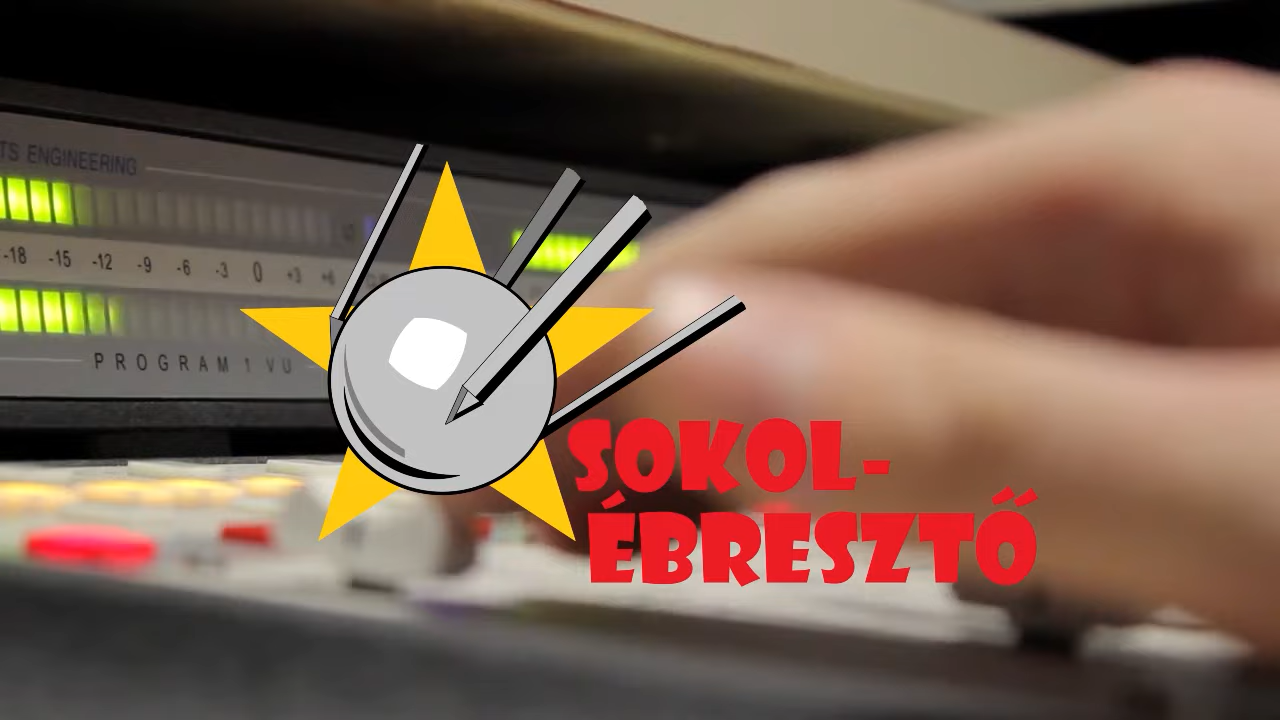 TS ENGINEERING
-18 -15 -12 -9 -6 -3 0 +3 +6
PROGRAM 1 VU
SOKOL-
ÉBRESZTŐ